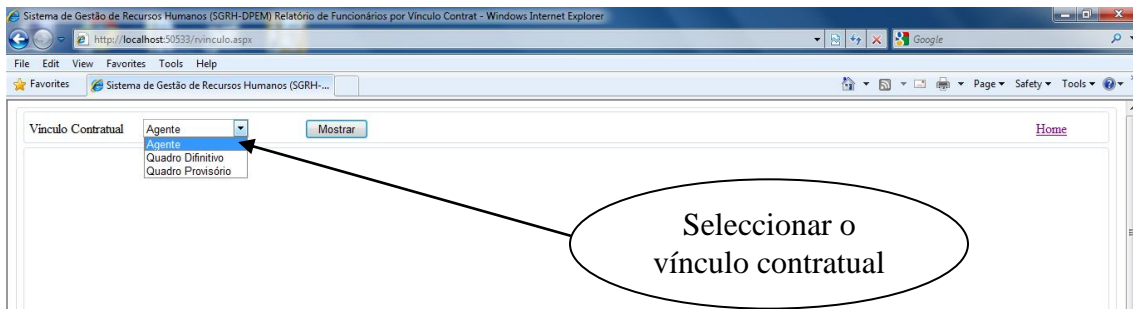 Sistema de Gestão de Recursos Humanos (SGRH-DPEM) Relatório de Funcionários por Vínculo Contrat - Windows Internet Explorer
http://localhost:50533/rvinculo.aspx
Google
File Edit View Favorites Tools Help
Favorites
Sistema de Gestão de Recursos Humanos (SGRH-...
Page Safety Tools
Vinculo Contratual
Agente
Mostrar
Home
Agente
Quadro Difinitivo
Quadro Provisório
Seleccionar o
vínculo contratual